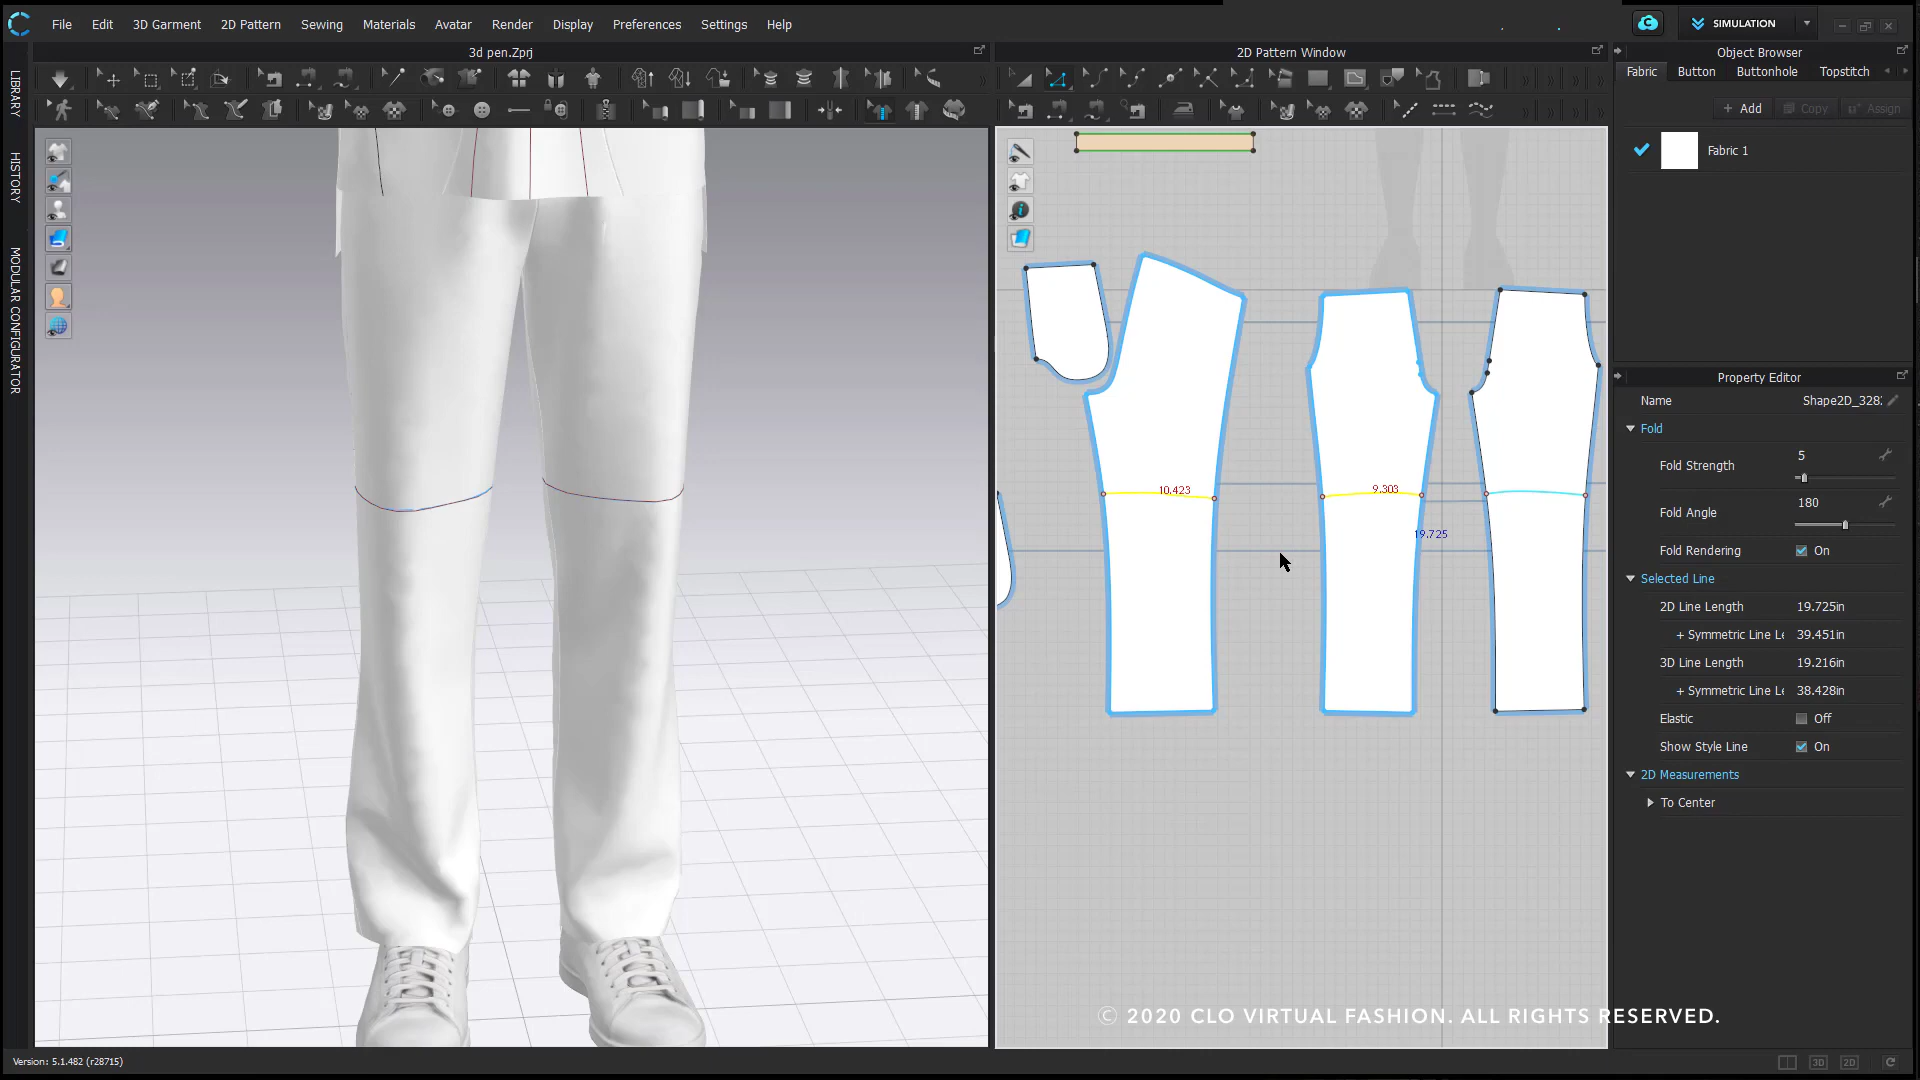 File Edit 3D Garment 2D Pattern Sewing Materials Avatar Render Display Preferences Settings Help
SIMULATION
3d pen.Zprj
2D Pattern Window
Object Browser
Fabric Button Buttonhole Topstitch
+ Add Copy Assign
Fabric 1
LIBRARY
HISTORY
MODULAR CONFIGURATOR
10.423
9.303
19.725
Property Editor
Name Shape2D_328
Fold
Fold Strength 5
Fold Angle 180
Fold Rendering On
Selected Line
2D Line Length 19.725in
+ Symmetric Line Le 39.451in
3D Line Length 19.216in
+ Symmetric Line Le 38.428in
Elastic Off
Show Style Line On
2D Measurements
To Center
© 2020 CLO VIRTUAL FASHION. ALL RIGHTS RESERVED.
Version: 5.1.482 (r28715)
3D 2D